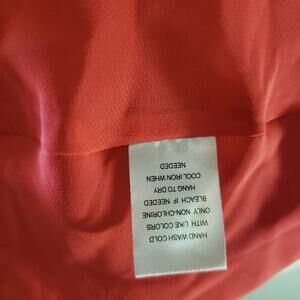 HAND WASH COLD
WITH LIKE COLORS
ONLY NON-CHLORINE
BLEACH IF NEEDED
HANG TO DRY
COOL IRON WHEN
NEEDED